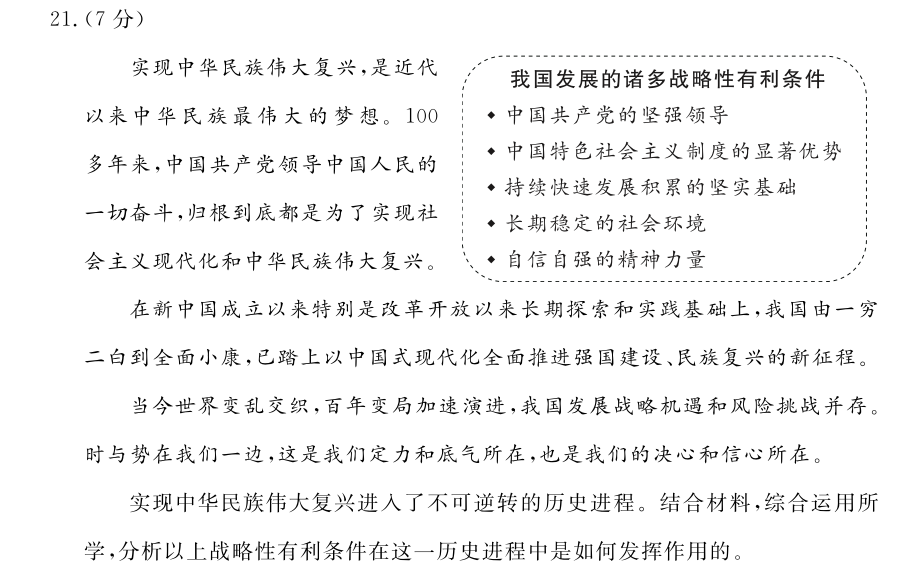 21.(7 分)
实现中华民族伟大复兴,是近代
以来中华民族最伟大的梦想。100
多年来,中国共产党领导中国人民的
一切奋斗,归根到底都是为了实现社
会主义现代化和中华民族伟大复兴。
我国发展的诸多战略性有利条件
◆ 中国共产党的坚强领导
◆ 中国特色社会主义制度的显著优势
◆ 持续快速发展积累的坚实基础
◆ 长期稳定的社会环境
◆ 自信自强的精神力量
在新中国成立以来特别是改革开放以来长期探索和实践基础上,我国由一穷
二白到全面小康,已踏上以中国式现代化全面推进强国建设、民族复兴的新征程。
当今世界变乱交织,百年变局加速演进,我国发展战略机遇和风险挑战并存。
时与势在我们一边,这是我们定力和底气所在,也是我们的决心和信心所在。
实现中华民族伟大复兴进入了不可逆转的历史进程。结合材料,综合运用所
学,分析以上战略性有利条件在这一历史进程中是如何发挥作用的。